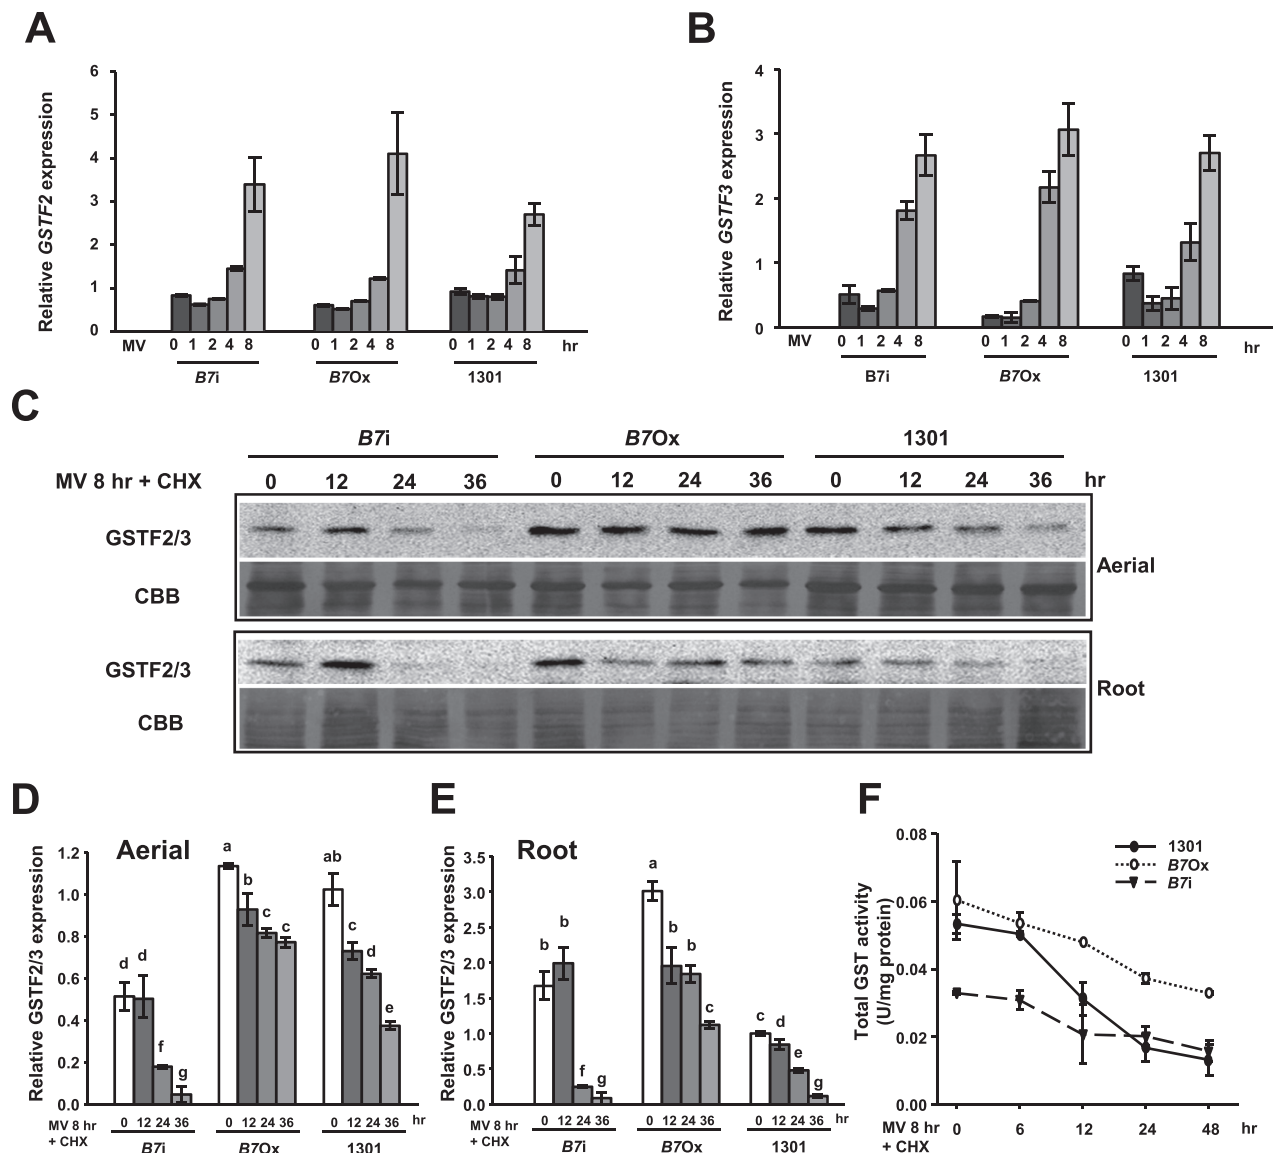 A
Relative GSTF2 expression
6
5
4
3
2
1
0
MV 0 1 2 4 8 0 1 2 4 8 0 1 2 4 8 hr
B7i B7Ox 1301
B
Relative GSTF3 expression
4
3
2
1
0
MV 0 1 2 4 8 0 1 2 4 8 0 1 2 4 8 hr
B7i B7Ox 1301
C
B7i B7Ox 1301
MV 8 hr + CHX 0 12 24 36 0 12 24 36 0 12 24 36 hr
GSTF2/3
CBB
Aerial
GSTF2/3
CBB
Root
D
Aerial
Relative GSTF2/3 expression
1.2
1.0
0.8
0.6
0.4
0.2
0.0
d d f g a b c c ab c d e
MV 8 hr + CHX 0 12 24 36 0 12 24 36 0 12 24 36 hr
B7i B7Ox 1301
E
Root
Relative GSTF2/3 expression
3.5
3.0
2.5
2.0
1.5
1.0
0.5
0.0
b b f g a b b c c d e g
MV 8 hr + CHX 0 12 24 36 0 12 24 36 0 12 24 36 hr
B7i B7Ox 1301
F
Total GST activity
(U/mg protein)
0.08
0.06
0.04
0.02
0.00
1301
B7Ox
B7i
MV 8 hr + CHX 0 6 12 24 48 hr